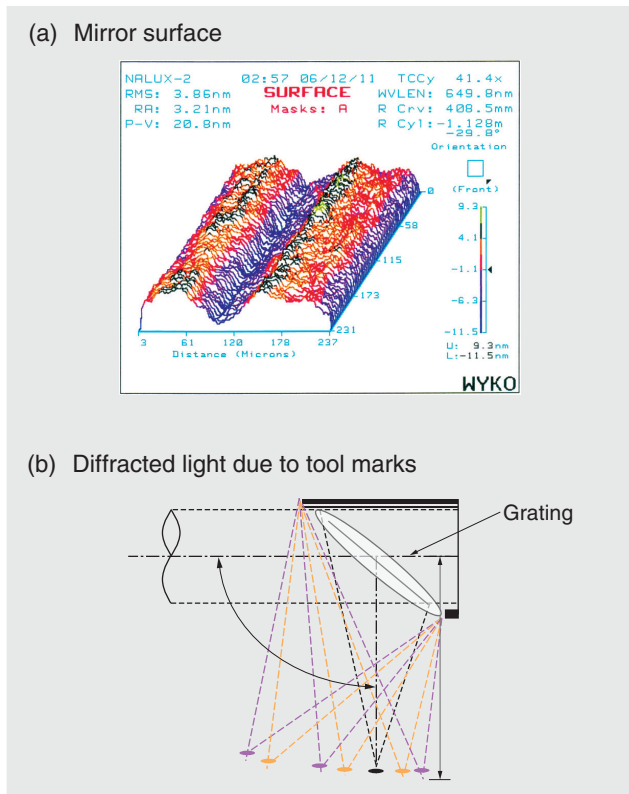 (a) Mirror surface
NALUX-2 02:57 06/12/11 TCCy 41.4x
RMS: 3.86nm SURFACE WVLEN: 649.8nm
RA: 3.21nm Masks: A R Crv: 408.5mm
P-V: 20.8nm R Cyl:-1.128m
-29.8°
Orientation
(Front)
0
-58
-115
-173
-231
3 61 120 178 237
Distance (Microns)
9.3
4.1
-1.1
-6.3
-11.5
U: 9.3nm
L:-11.5nm
WYKO
(b) Diffracted light due to tool marks
Grating